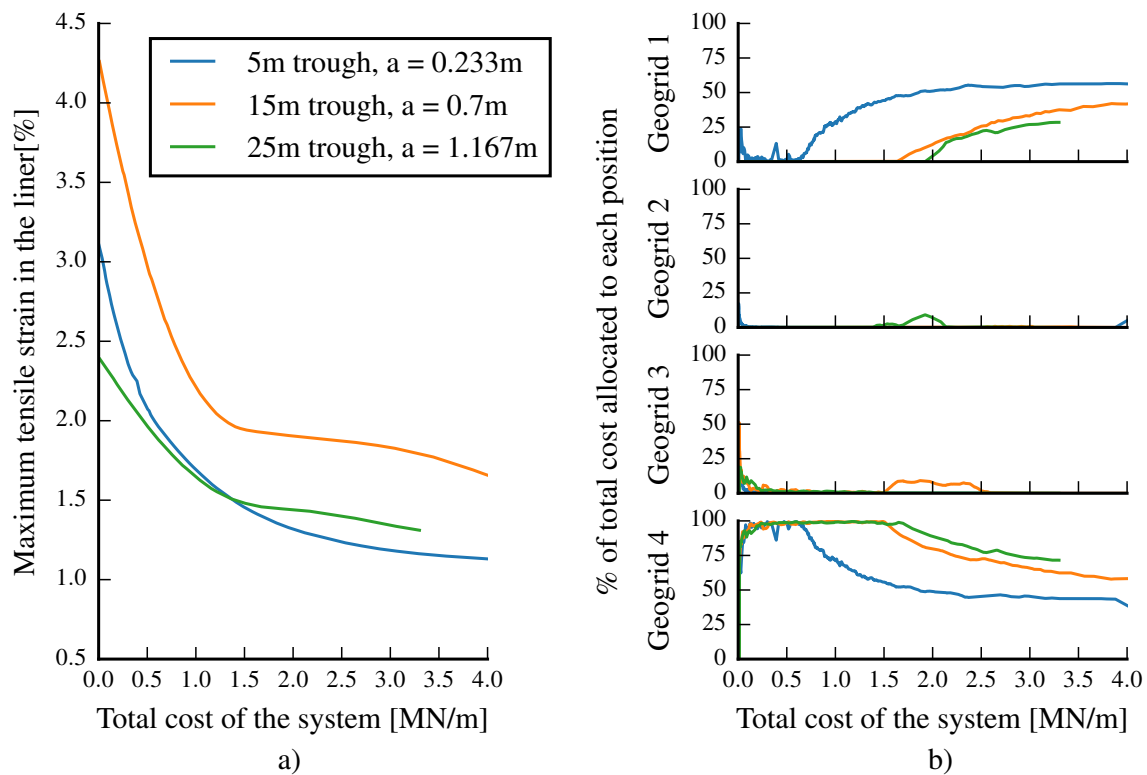 4.5
4.0
3.5
3.0
2.5
2.0
1.5
1.0
0.5
0.0 0.5 1.0 1.5 2.0 2.5 3.0 3.5 4.0
Maximum tensile strain in the liner[%]
Total cost of the system [MN/m]
a)
5m trough, a = 0.233m
15m trough, a = 0.7m
25m trough, a = 1.167m
% of total cost allocated to each position
Geogrid 1
100
75
50
25
0
Geogrid 2
100
75
50
25
0
Geogrid 3
100
75
50
25
0
Geogrid 4
100
75
50
25
0
0.0 0.5 1.0 1.5 2.0 2.5 3.0 3.5 4.0
Total cost of the system [MN/m]
b)